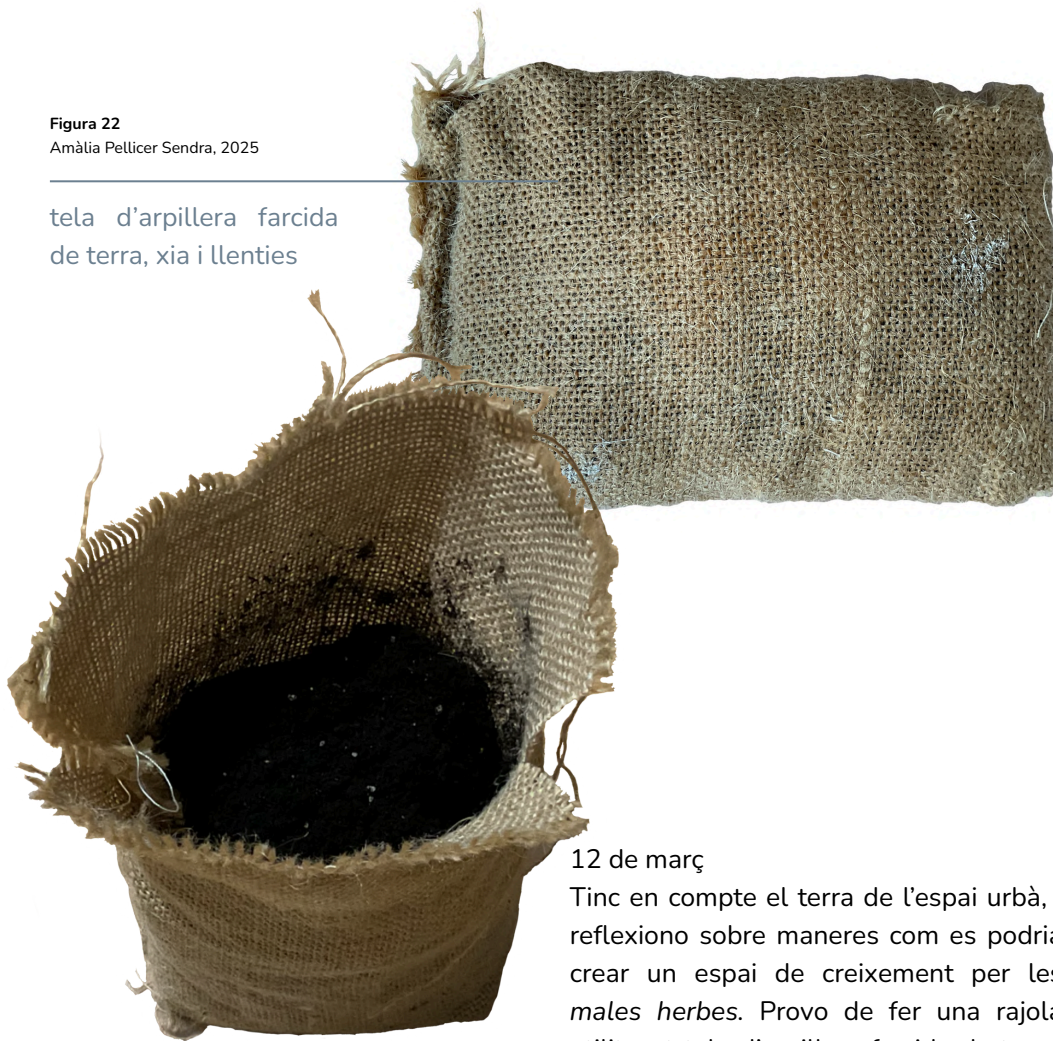 Figura 22
Amàlia Pellicer Sendra, 2025
tela d’arpillera farcida
de terra, xia i llenties
12 de març
Tinc en compte el terra de l’espai urbà,
reflexiono sobre maneres com es podria
crear un espai de creixement per les
males herbes. Provo de fer una rajola